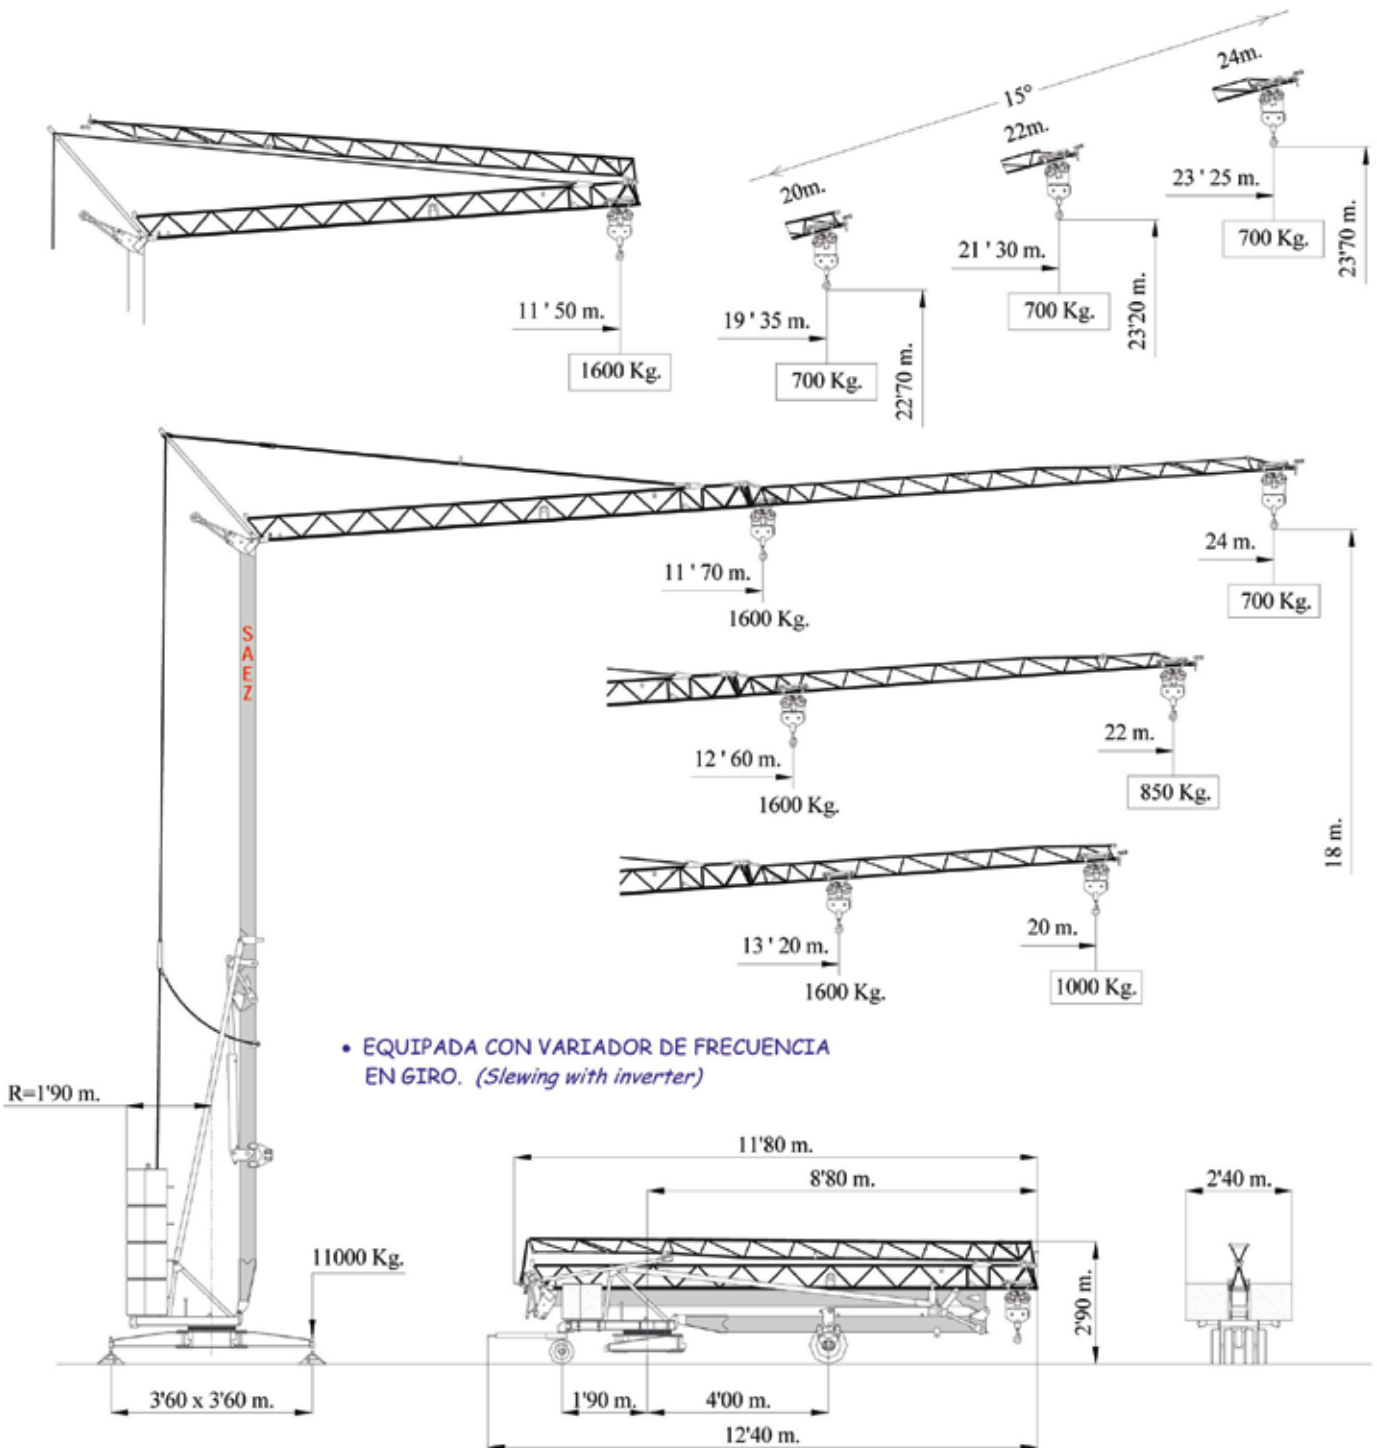 24m.
15°
22m.
20m.
23 ' 25 m.
700 Kg.
23'70 m.
21 ' 30 m.
700 Kg.
23'20 m.
11 ' 50 m.
1600 Kg.
19 ' 35 m.
700 Kg.
22'70 m.
11 ' 70 m.
1600 Kg.
24 m.
700 Kg.
SAEZ
12 ' 60 m.
1600 Kg.
22 m.
850 Kg.
18 m.
13 ' 20 m.
1600 Kg.
20 m.
1000 Kg.
• EQUIPADA CON VARIADOR DE FRECUENCIA
EN GIRO. (Slewing with inverter)
R=1'90 m.
11000 Kg.
3'60 x 3'60 m.
11'80 m.
8'80 m.
2'90 m.
1'90 m.
4'00 m.
12'40 m.
2'40 m.